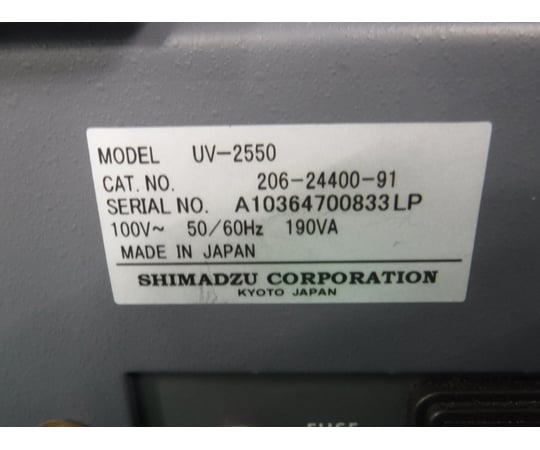 MODEL UV-2550
CAT. NO. 206-24400-91
SERIAL NO. A10364700833LP
100V~ 50/60Hz 190VA
MADE IN JAPAN
SHIMADZU CORPORATION
KYOTO JAPAN
FUSE